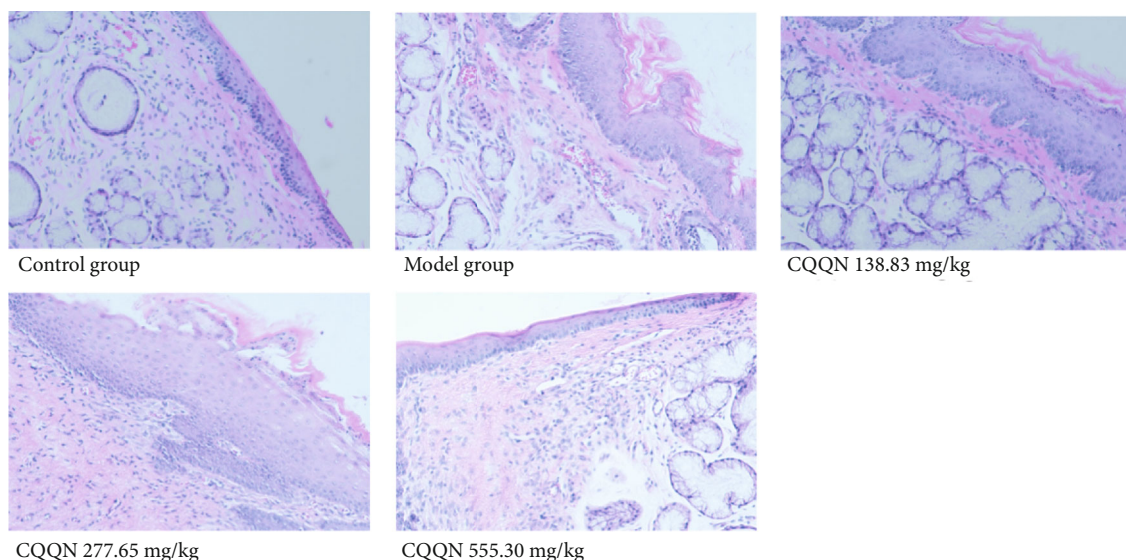 Control group
Model group
CQQN 138.83 mg/kg
CQQN 277.65 mg/kg
CQQN 555.30 mg/kg